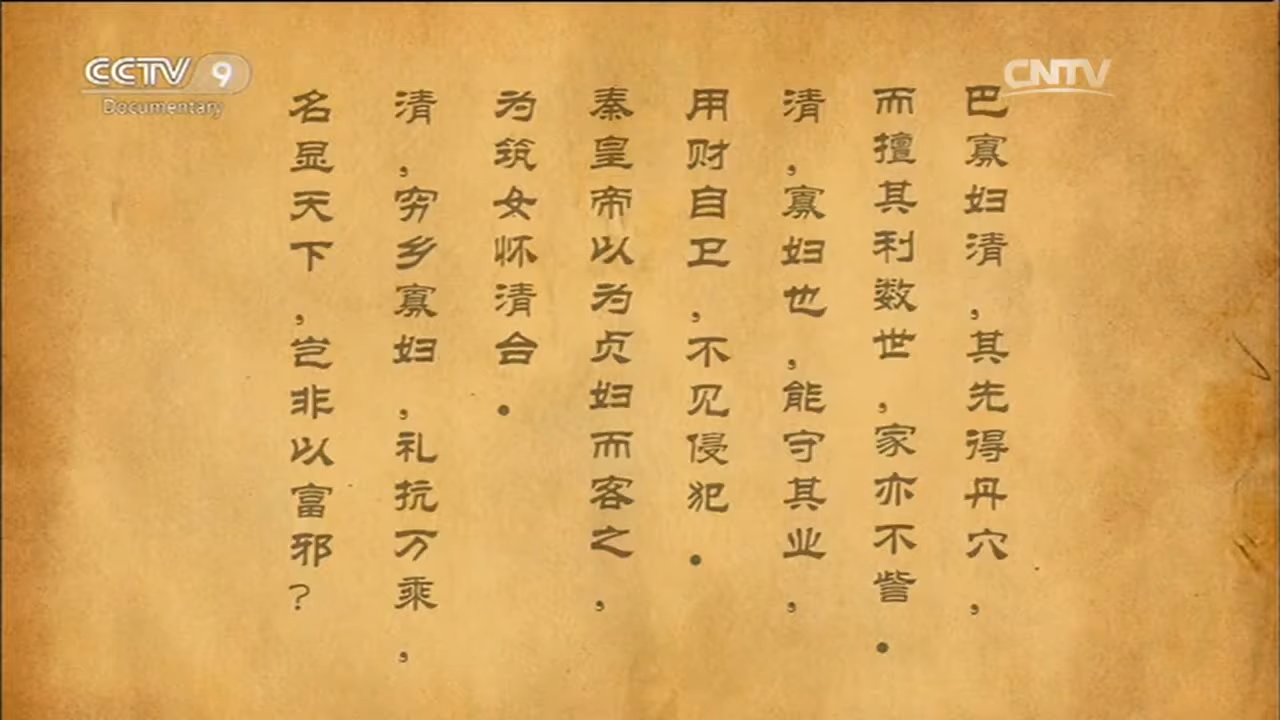 CCTV 9
Documentary
CNTV
巴寡妇清，其先得丹穴，
而擅其利数世，家亦不訾．
清，寡妇也，能守其业，
用财自卫，不见侵犯．
秦皇帝以为贞妇而客之，
为筑女怀清台．
清，穷乡寡妇，礼抗万乘，
名显天下，岂非以富邪？